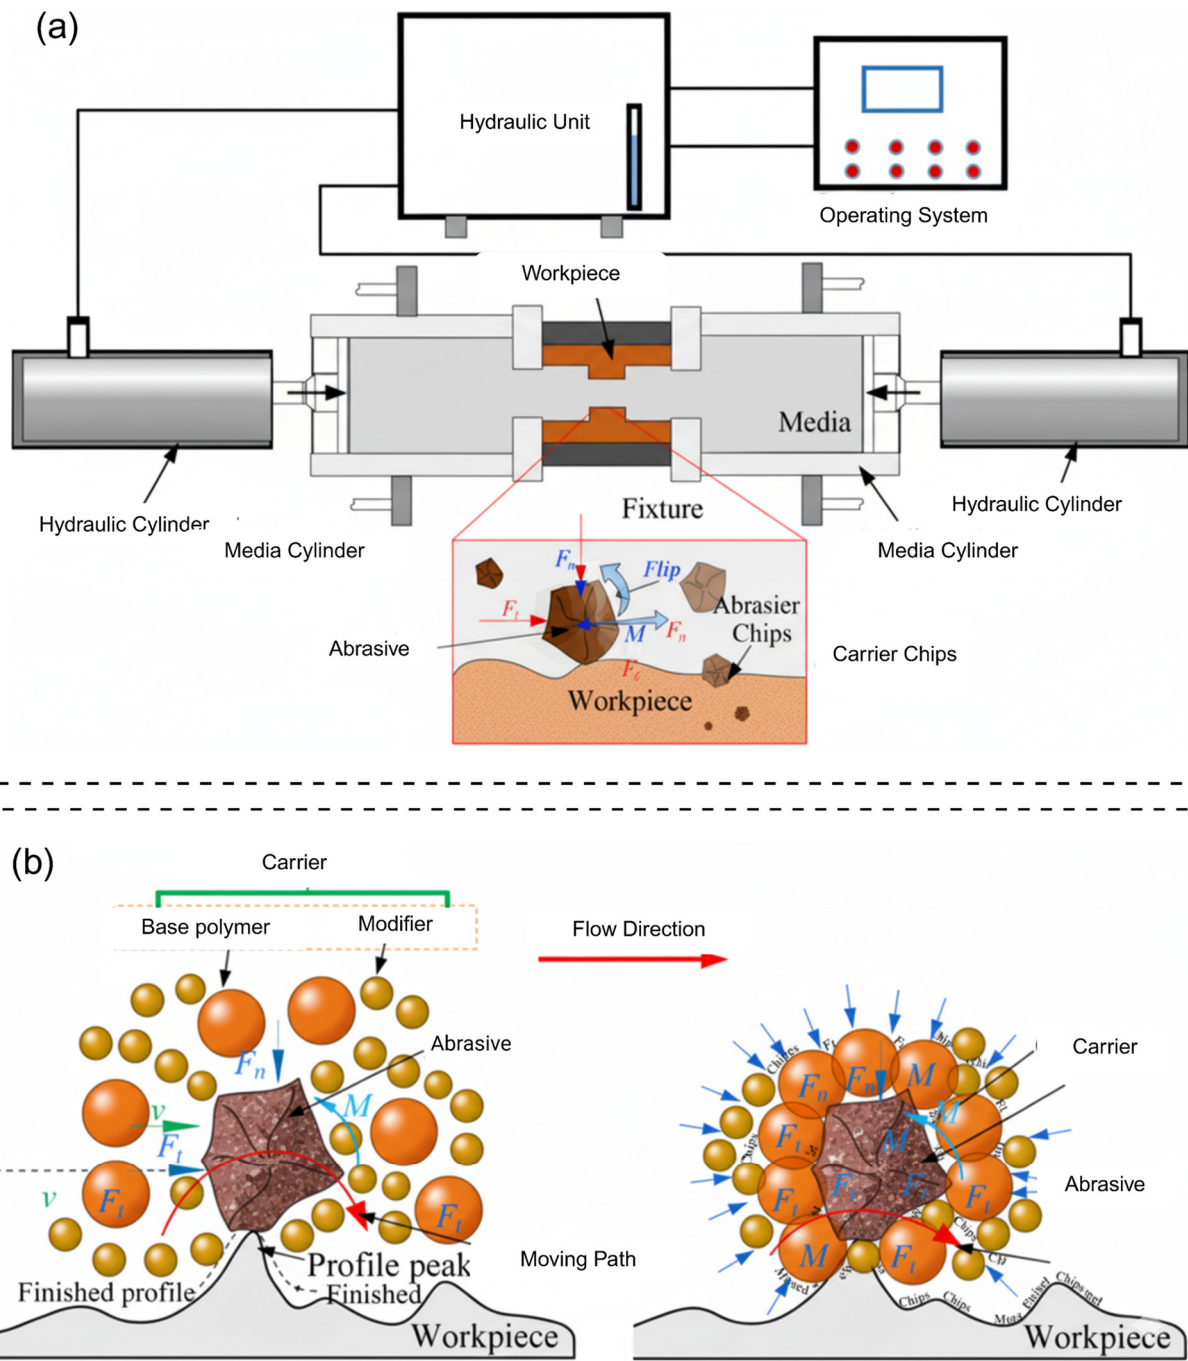 (a)
Hydraulic Unit
Operating System
Workpiece
Media
Hydraulic Cylinder
Media Cylinder
Fixture
Hydraulic Cylinder
Media Cylinder
Fn
Flip
Ft
Abrasier
Chips
M
Fn
Abrasive
Carrier Chips
Workpiece
(b)
Carrier
Base polymer
Modifier
Flow Direction
Fn
Abrasive
M
v
Ft
v
Ft
Ft
Moving Path
Profile peak
Finished profile
Finished
Workpiece
Chips
Carrier
Fn
Fn
M
M
Ft
M
Chips
Abrasive
Ft
Ft
Ft
Ft
Chips
M
Ft
Chips
Chips
Workpiece